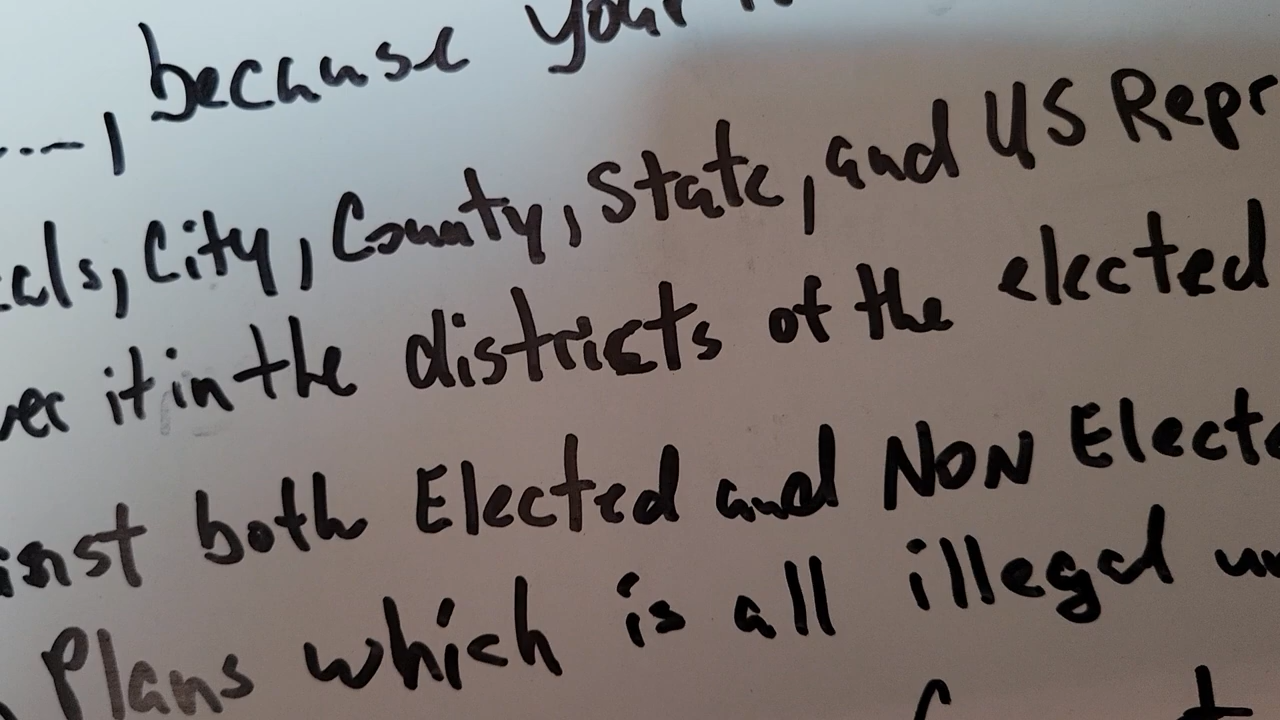 ...-, because your
cls, City, County, State, and US Repr
ver it in the districts of the elected
inst both Elected and NON Elect
Plans which is all illegal